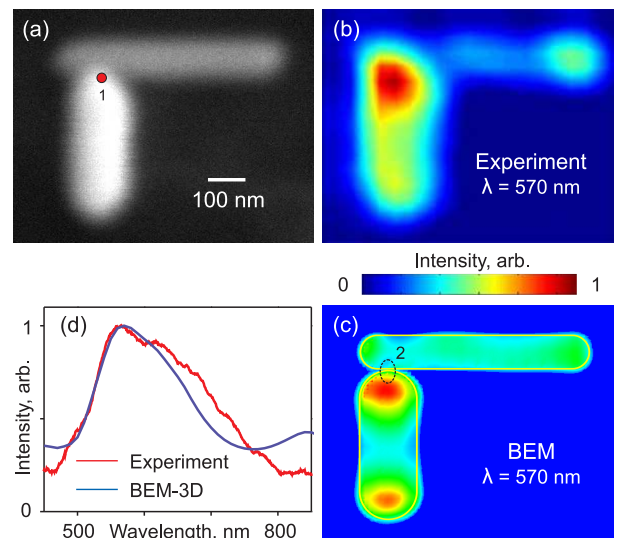 (a)
1
100 nm
(b)
Experiment
λ = 570 nm
Intensity, arb.
0
1
(d)
1
Intensity, arb.
Experiment
BEM-3D
0
500
Wavelength, nm
800
(c)
2
BEM
λ = 570 nm